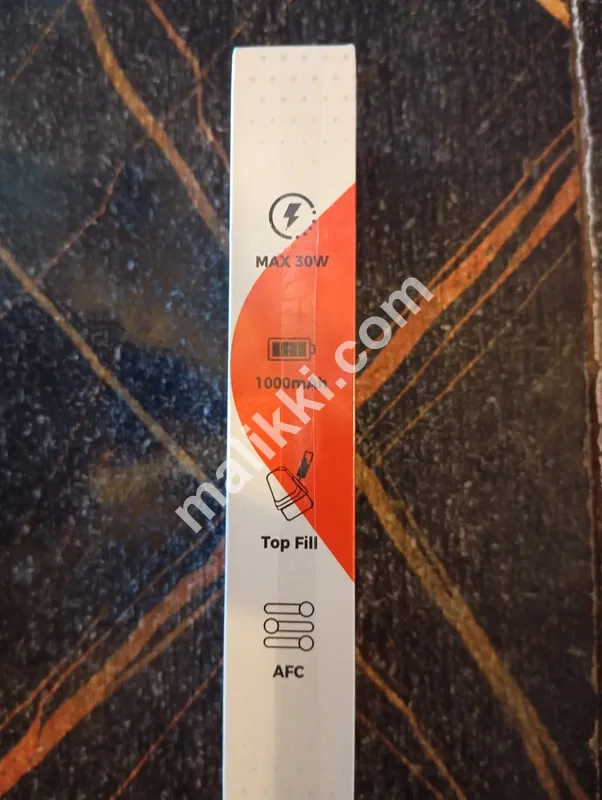 MAX 30W
1000mAh
malikki.com
Top Fill
AFC